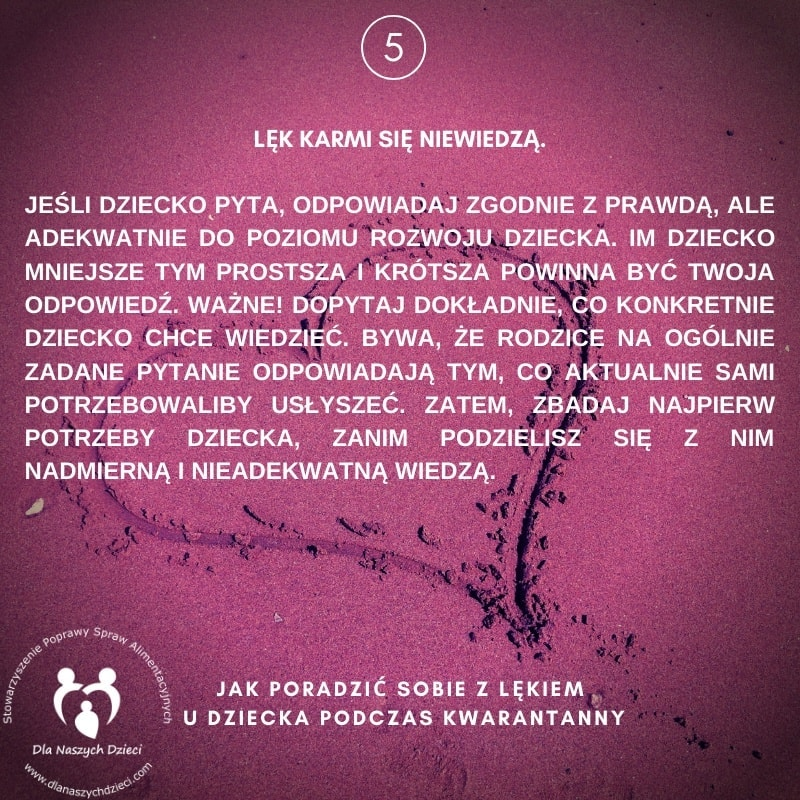 5
LĘK KARMI SIĘ NIEWIEDZĄ.
JEŚLI DZIECKO PYTA, ODPOWIADAJ ZGODNIE Z PRAWDĄ, ALE
ADEKWATNIE DO POZIOMU ROZWOJU DZIECKA. IM DZIECKO
MNIEJSZE TYM PROSTSZA I KRÓTSZA POWINNA BYĆ TWOJA
ODPOWIEDŹ. WAŻNE! DOPYTAJ DOKŁADNIE, CO KONKRETNIE
DZIECKO CHCE WIEDZIEĆ. BYWA, ŻE RODZICE NA OGÓLNIE
ZADANE PYTANIE ODPOWIADAJĄ TYM, CO AKTUALNIE SAMI
POTRZEBOWALIBY USŁYSZEĆ. ZATEM, ZBADAJ NAJPIERW
POTRZEBY DZIECKA, ZANIM PODZIELISZ SIĘ Z NIM
NADMIERNĄ I NIEADEKWATNĄ WIEDZĄ.
JAK PORADZIĆ SOBIE Z LĘKIEM
U DZIECKA PODCZAS KWARANTANNY
Stowarzyszenie Poprawy Spraw Alimentacyjnych
Dla Naszych Dzieci
www.dlanaszychdzieci.com